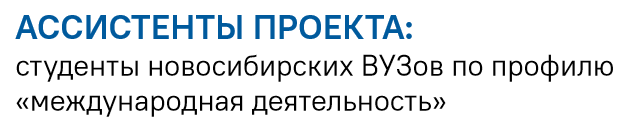 АССИСТЕНТЫ ПРОЕКТА:
студенты новосибирских ВУЗов по профилю
«международная деятельность»